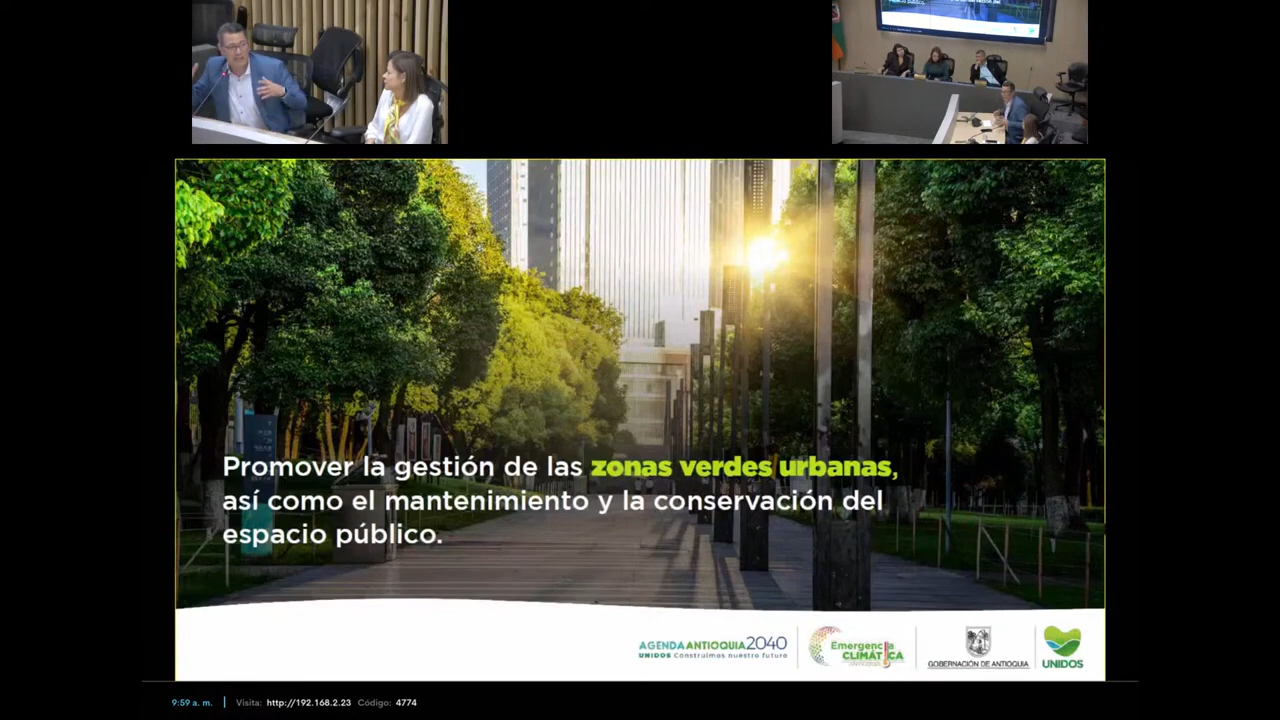 Promover la gestión de las zonas verdes urbanas,
así como el mantenimiento y la conservación del
espacio público.
AGENDA ANTIOQUIA 2040
UNIDOS Construimos nuestro futuro
Emergencia
CLIMÁTICA
GOBERNACIÓN DE ANTIOQUIA
UNIDOS
9:59 a. m. | Visita: http://192.168.2.23 Código: 4774